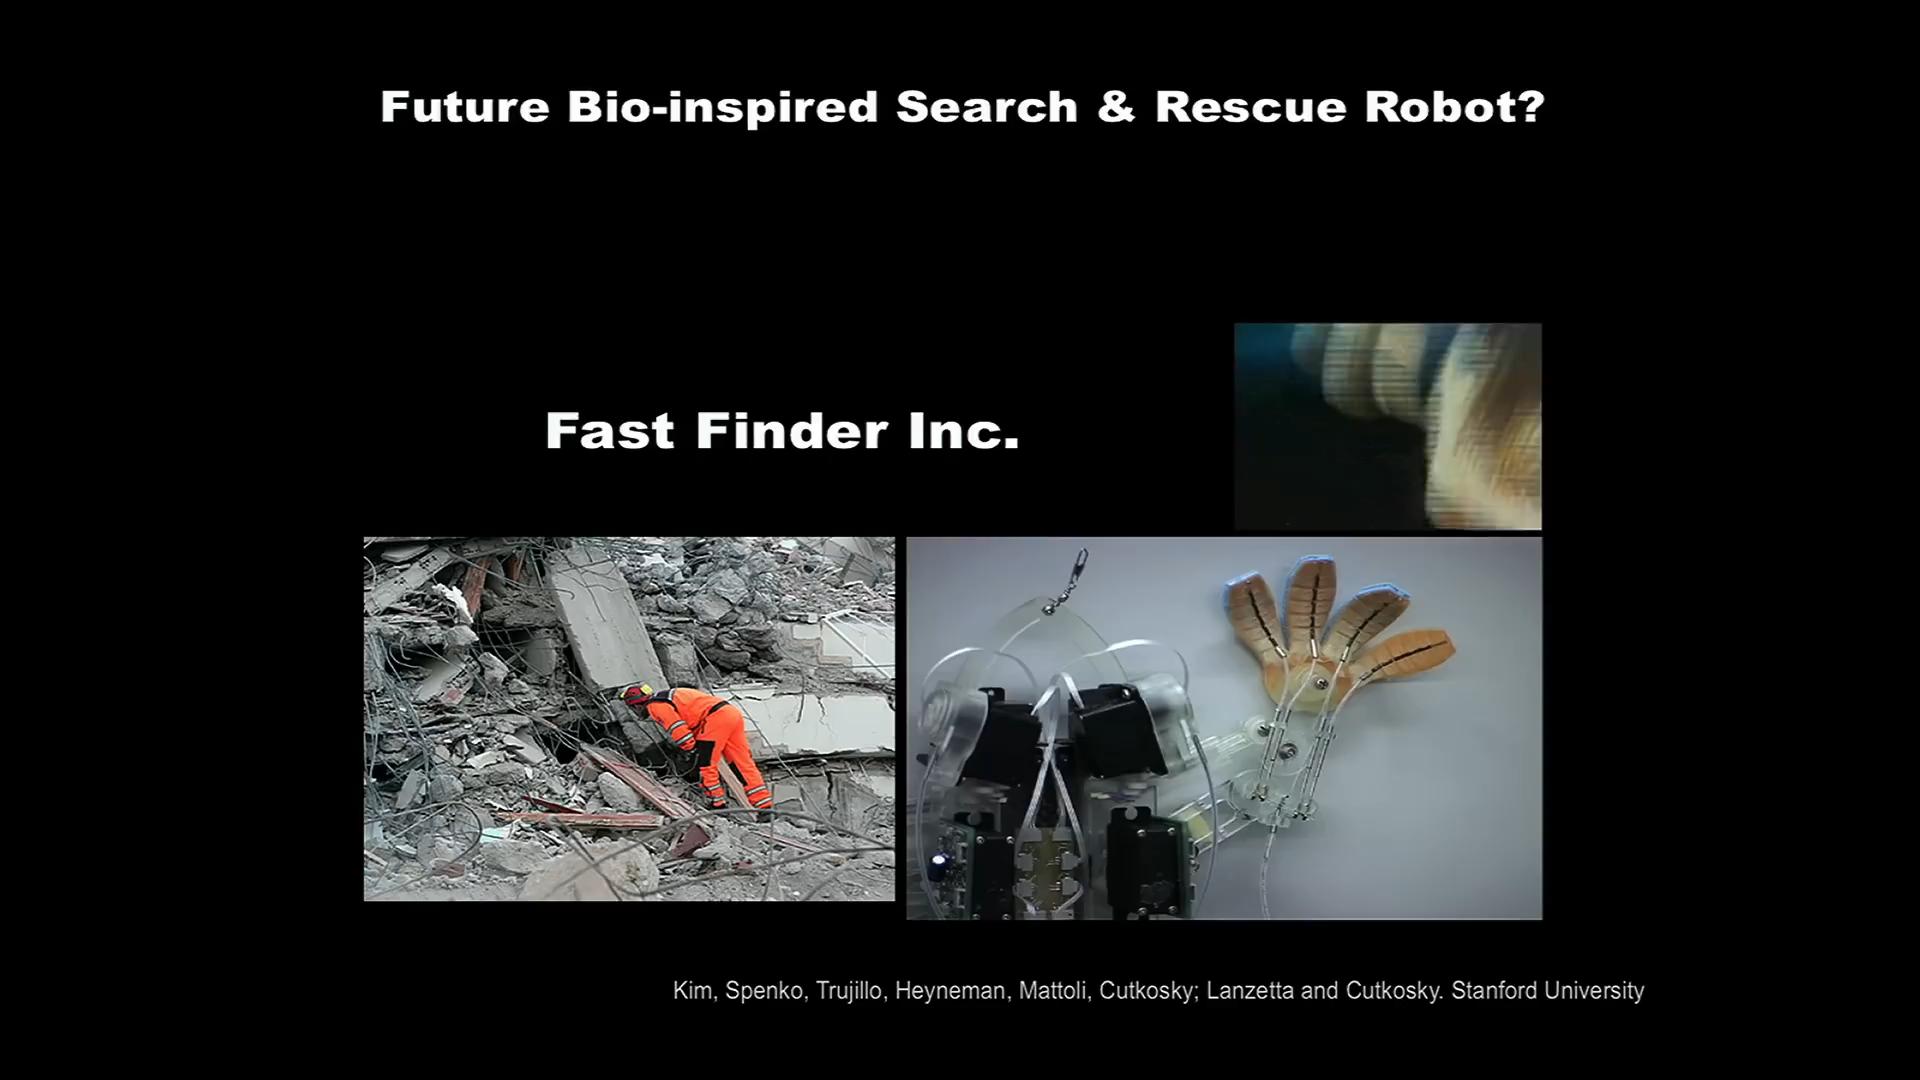 Future Bio-inspired Search & Rescue Robot?
Fast Finder Inc.
Kim, Spenko, Trujillo, Heyneman, Mattoli, Cutkosky; Lanzetta and Cutkosky. Stanford University